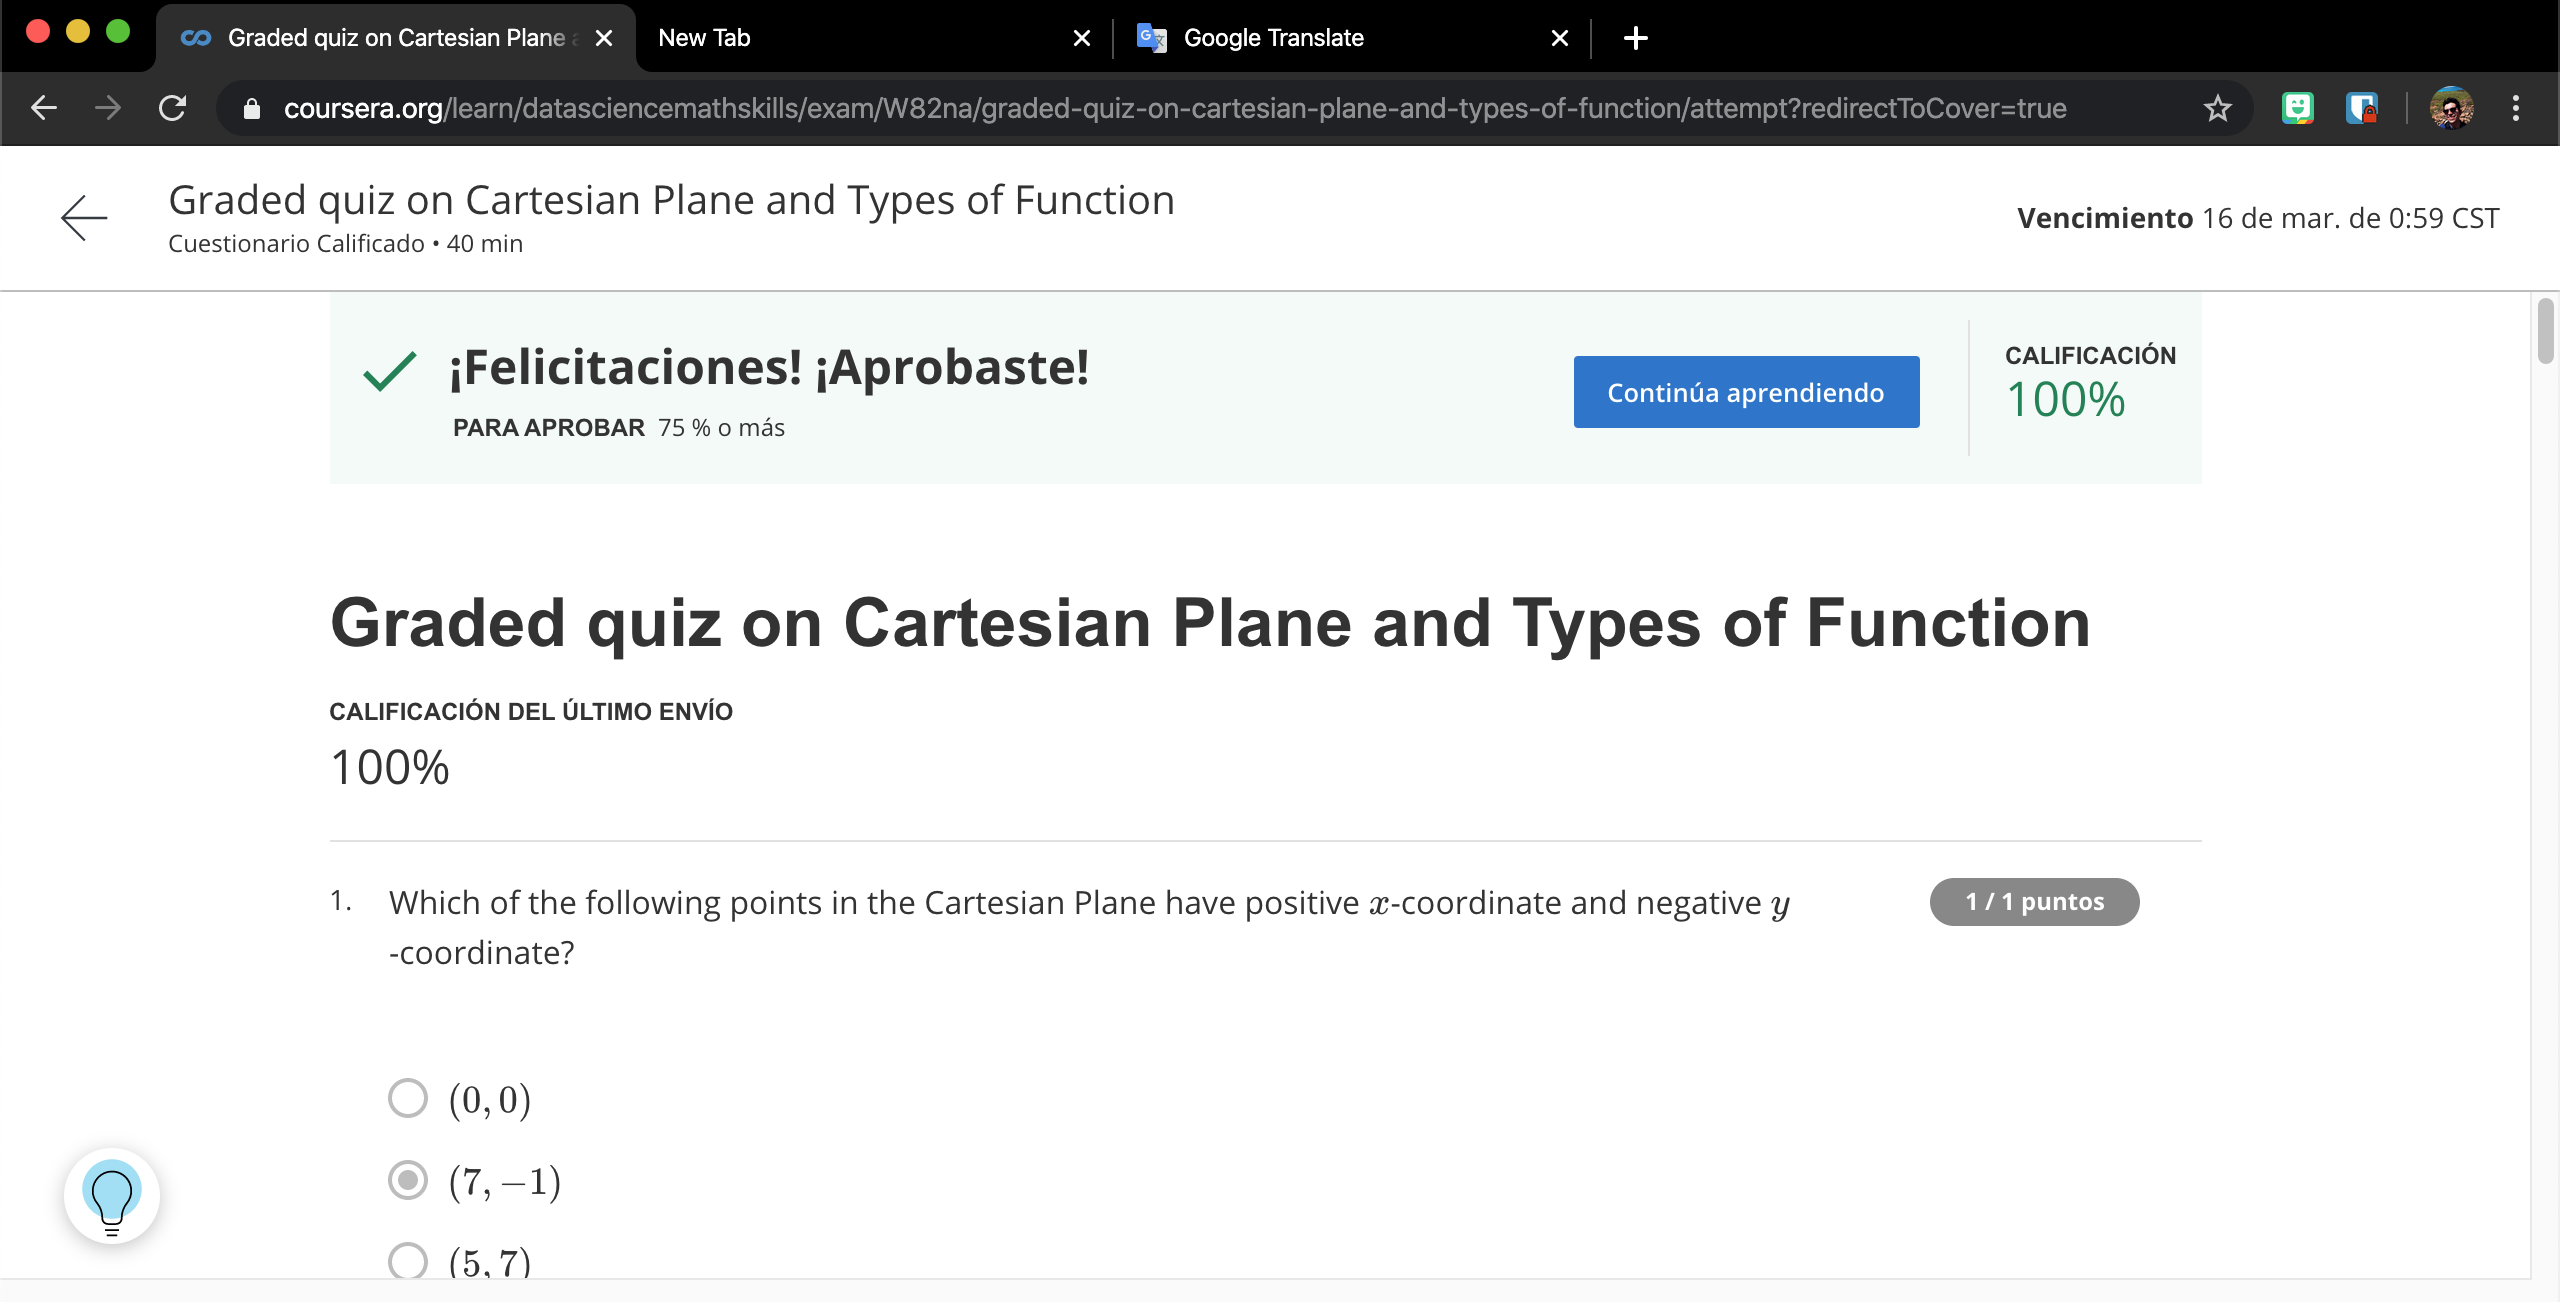 Graded quiz on Cartesian Plane
New Tab
Google Translate
coursera.org/learn/datasciencemathskills/exam/W82na/graded-quiz-on-cartesian-plane-and-types-of-function/attempt?redirectToCover=true
Graded quiz on Cartesian Plane and Types of Function
Cuestionario Calificado • 40 min
Vencimiento 16 de mar. de 0:59 CST
¡Felicitaciones! ¡Aprobaste!
PARA APROBAR 75 % o más
Continúa aprendiendo
CALIFICACIÓN
100%
Graded quiz on Cartesian Plane and Types of Function
CALIFICACIÓN DEL ÚLTIMO ENVÍO
100%
1. Which of the following points in the Cartesian Plane have positive x-coordinate and negative y
-coordinate?
1 / 1 puntos
(0, 0)
(7, −1)
(5, 7)